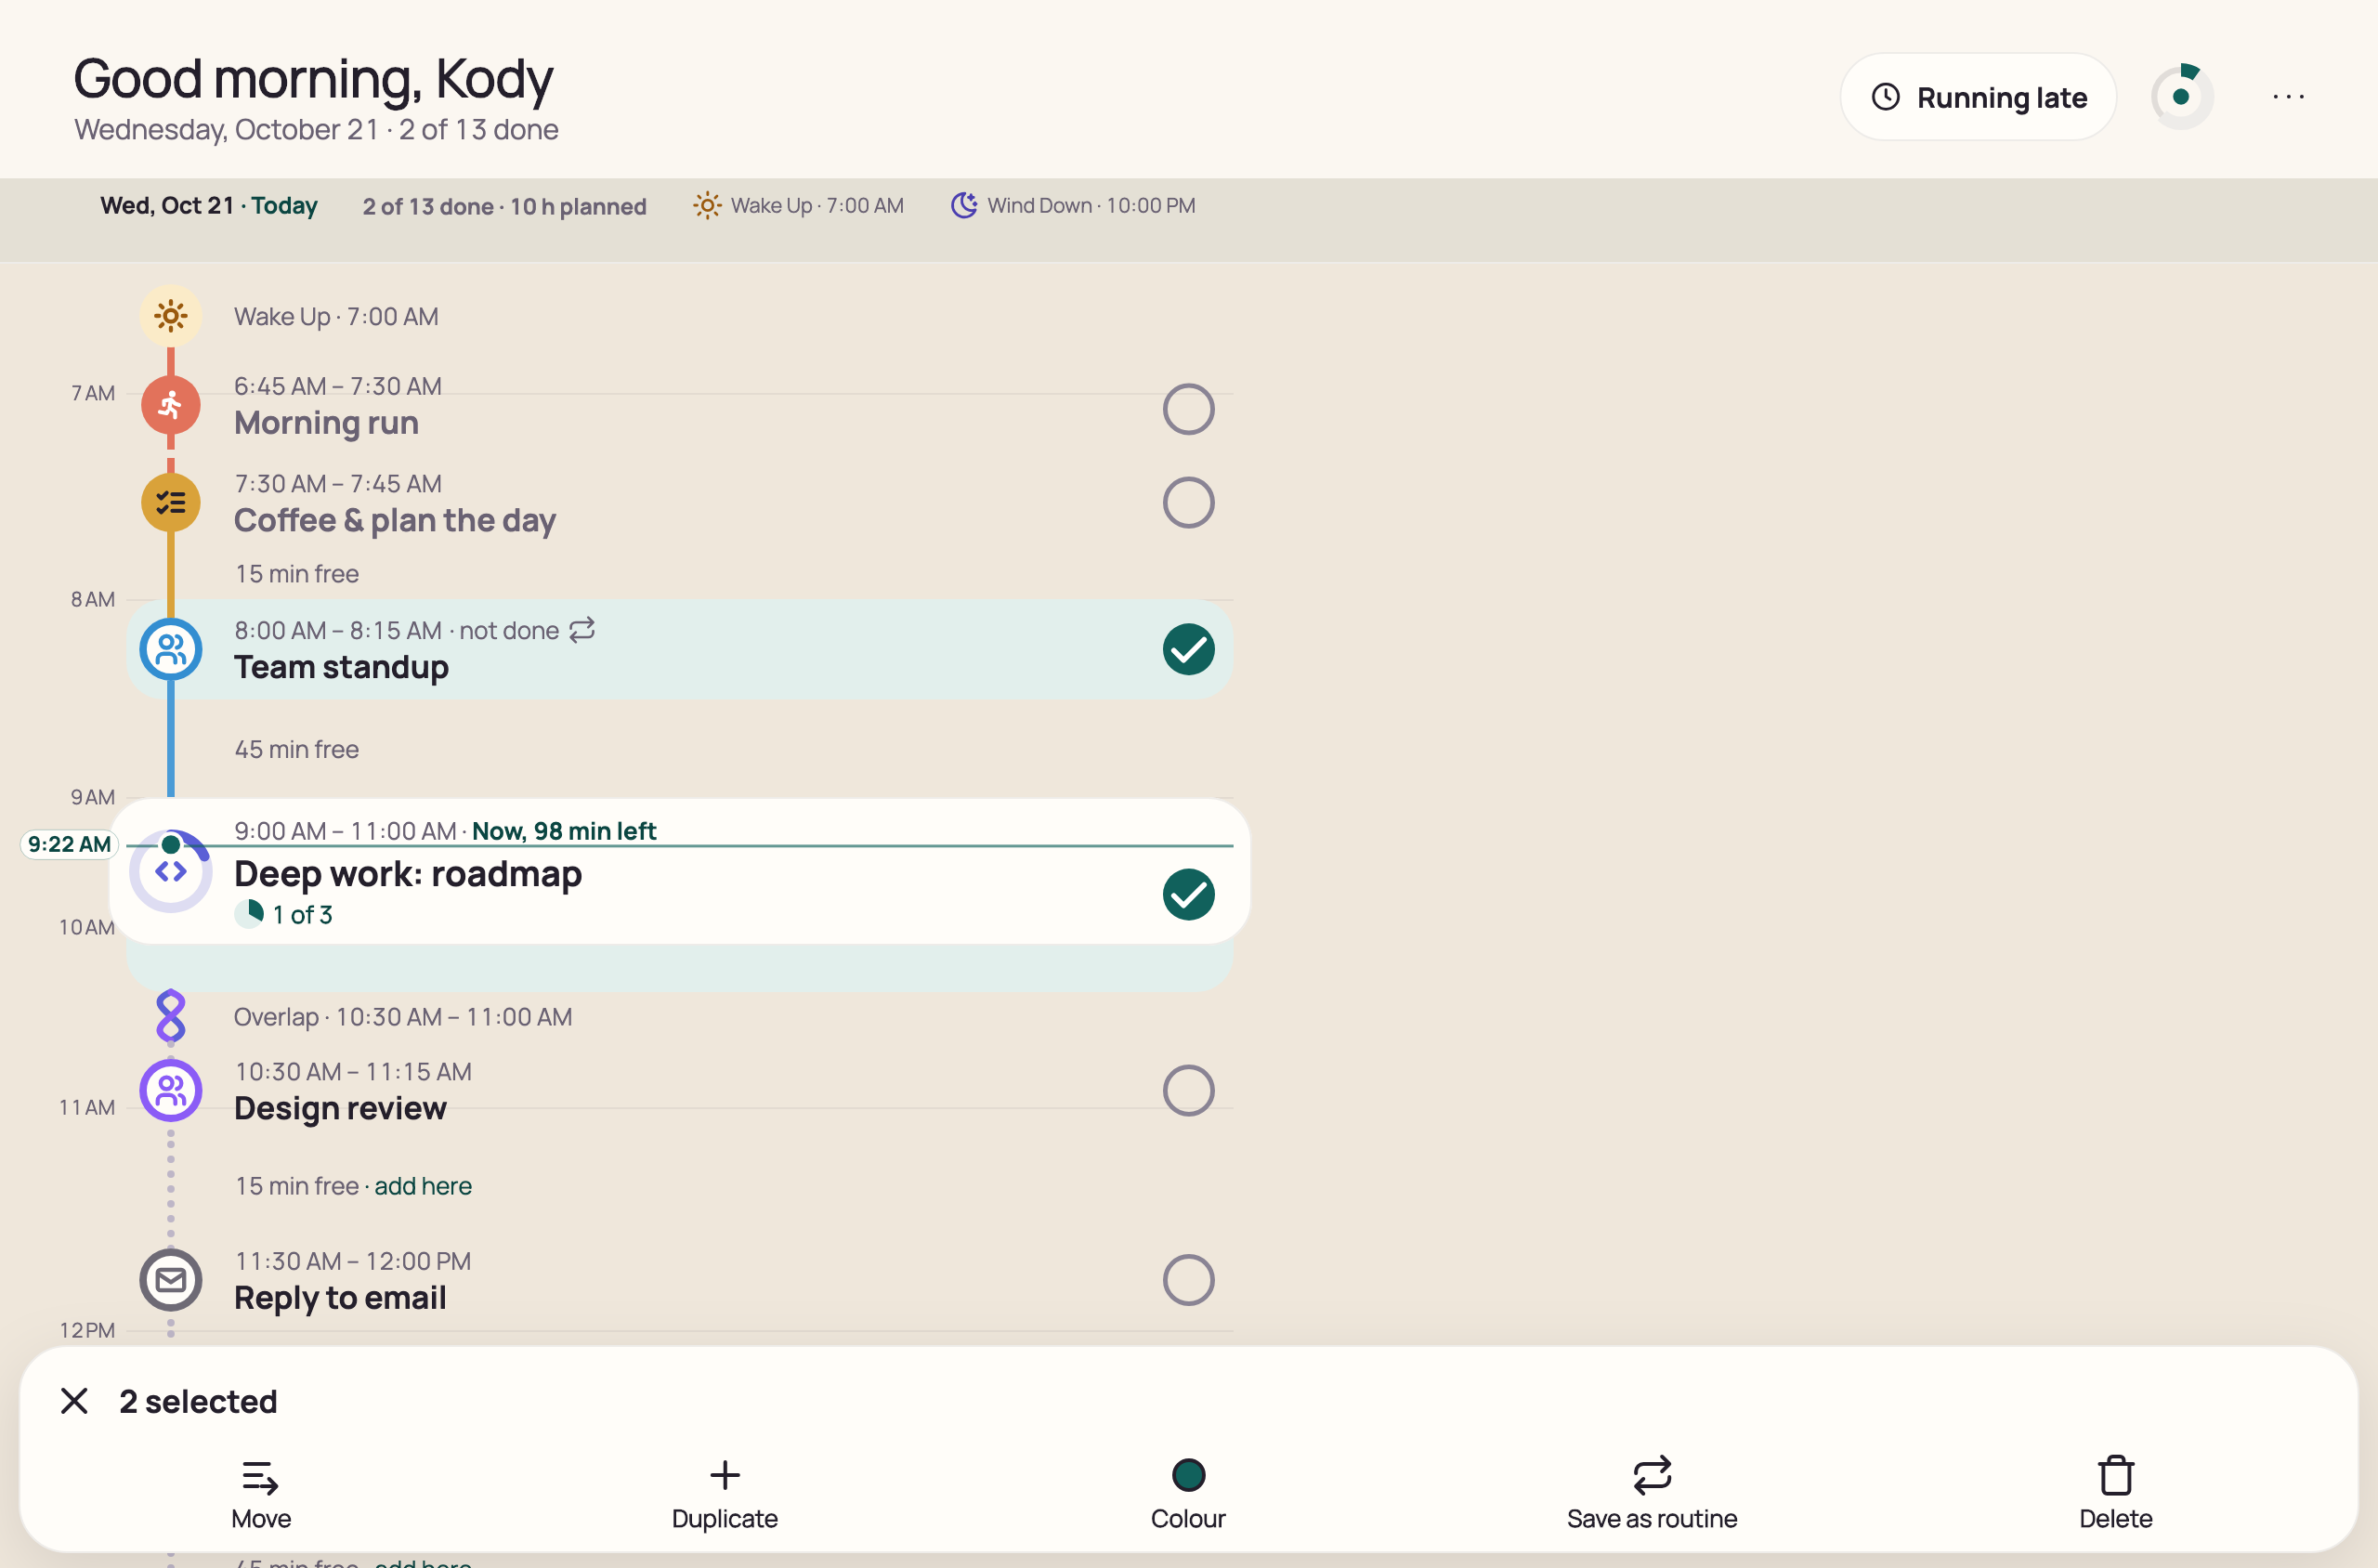 Good morning, Kody
Wednesday, October 21 · 2 of 13 done
Running late
Wed, Oct 21 · Today
2 of 13 done · 10 h planned
Wake Up · 7:00 AM
Wind Down · 10:00 PM
Wake Up · 7:00 AM
7 AM
6:45 AM – 7:30 AM
Morning run
7:30 AM – 7:45 AM
Coffee & plan the day
15 min free
8 AM
8:00 AM – 8:15 AM · not done
Team standup
45 min free
9 AM
9:00 AM – 11:00 AM · Now, 98 min left
9:22 AM
Deep work: roadmap
1 of 3
10 AM
Overlap · 10:30 AM – 11:00 AM
10:30 AM – 11:15 AM
11 AM
Design review
15 min free · add here
11:30 AM – 12:00 PM
Reply to email
12 PM
2 selected
Move
Duplicate
Colour
Save as routine
Delete
45 min free · add here